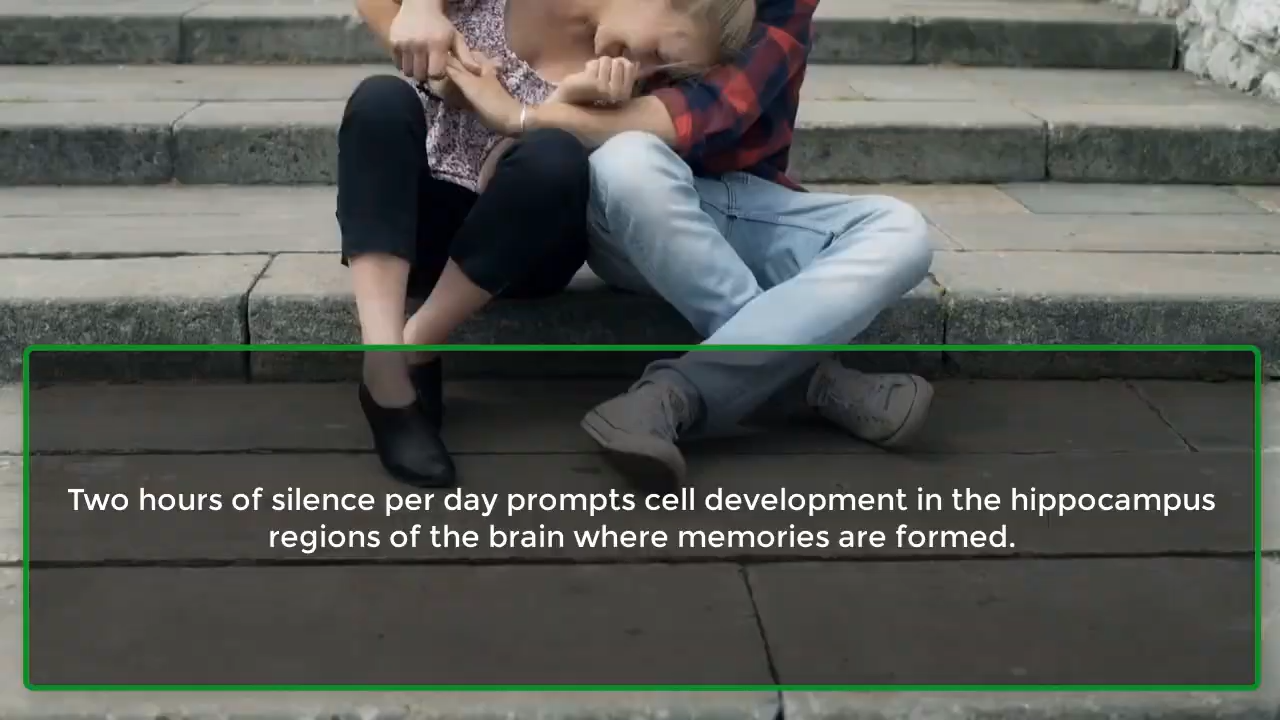 Two hours of silence per day prompts cell development in the hippocampus
regions of the brain where memories are formed.